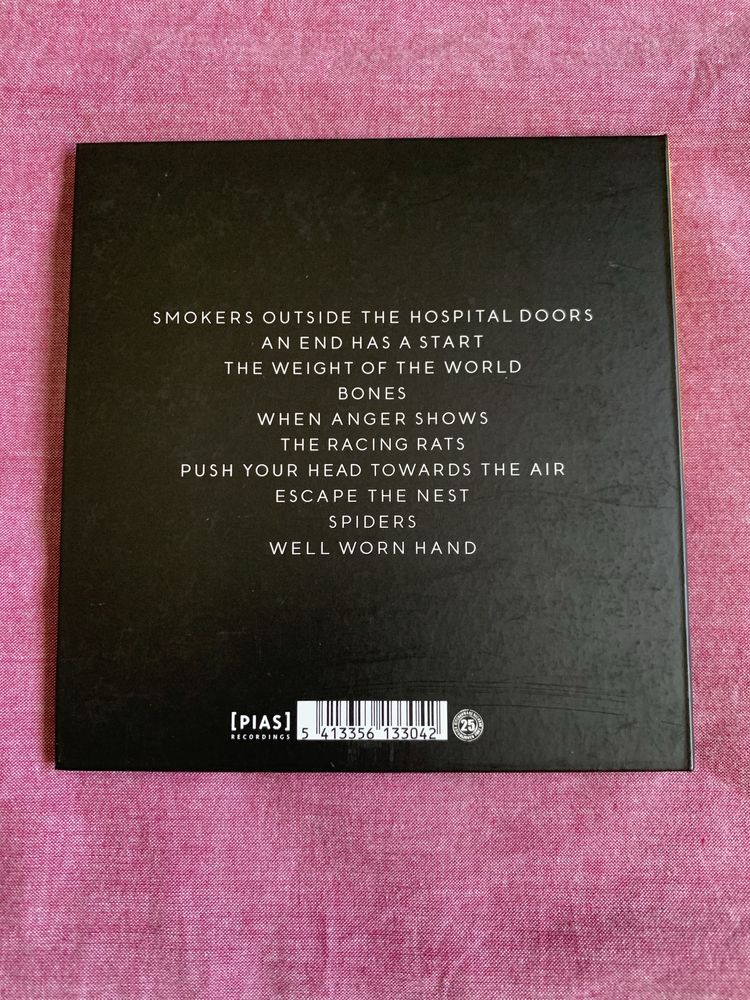 SMOKERS OUTSIDE THE HOSPITAL DOORS
AN END HAS A START
THE WEIGHT OF THE WORLD
BONES
WHEN ANGER SHOWS
THE RACING RATS
PUSH YOUR HEAD TOWARDS THE AIR
ESCAPE THE NEST
SPIDERS
WELL WORN HAND
[PIAS]
RECORDINGS
5 413356 133042
25